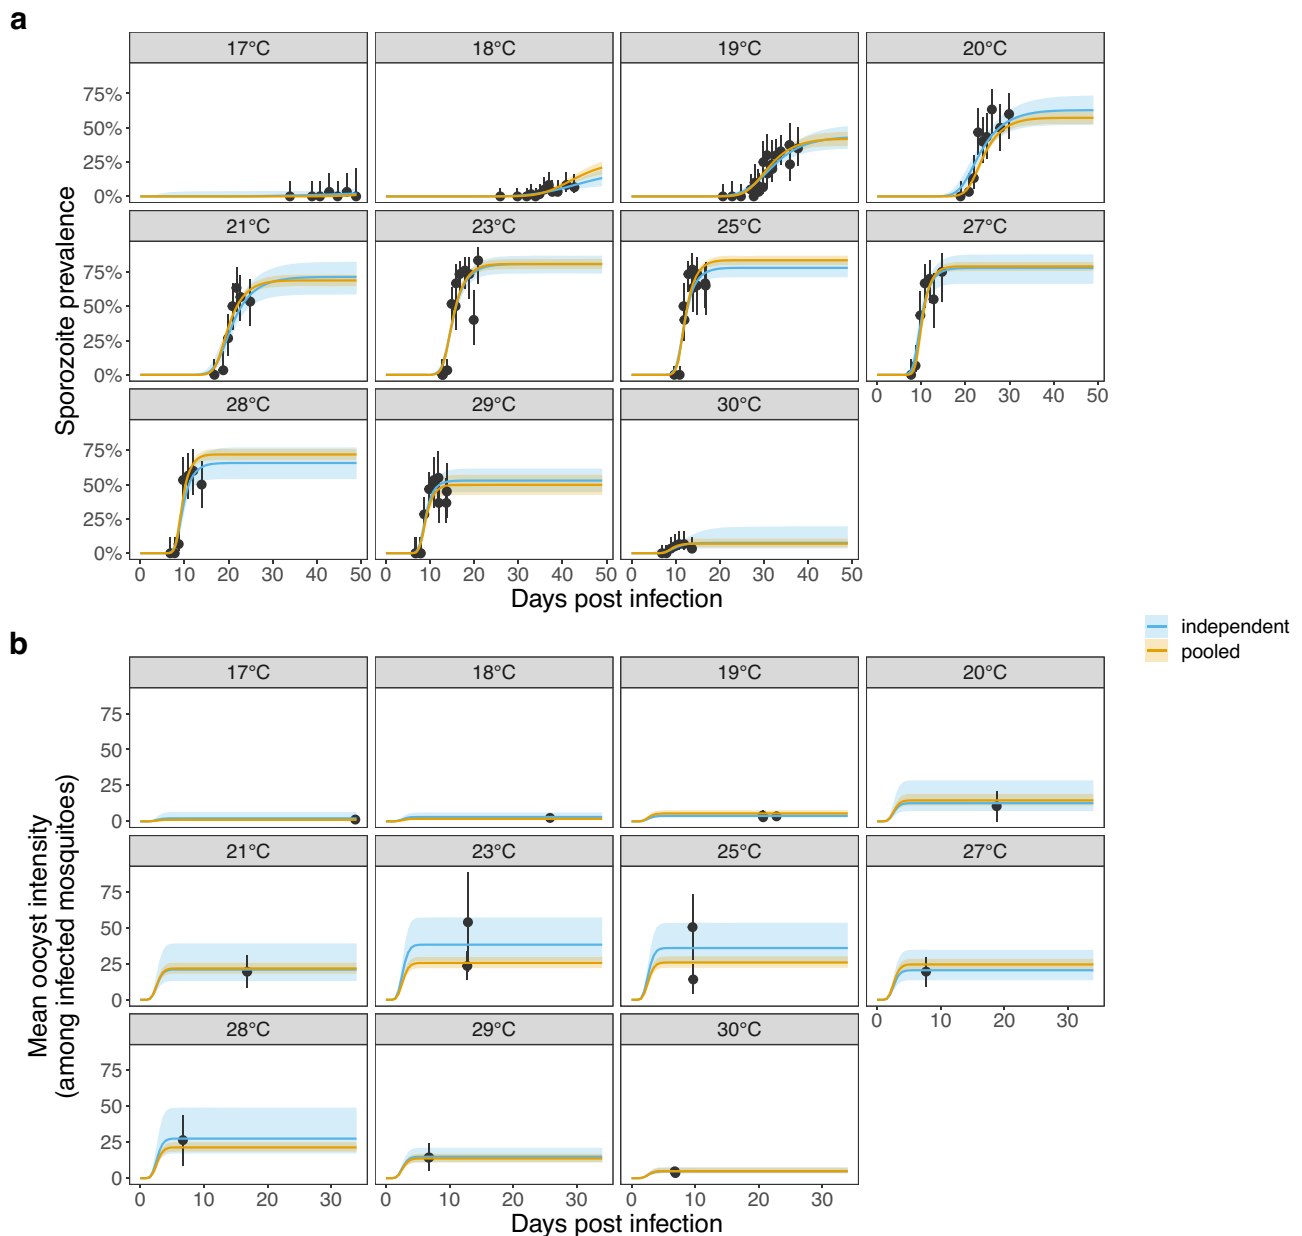 a
17°C 18°C 19°C 20°C
75%
50%
25%
0%
21°C 23°C 25°C 27°C
75%
50%
25%
0%
0 10 20 30 40 50
28°C 29°C 30°C
75%
50%
25%
0%
0 10 20 30 40 50 0 10 20 30 40 50 0 10 20 30 40 50
Sporozoite prevalence
Days post infection
independent
pooled
b
17°C 18°C 19°C 20°C
75
50
25
0
21°C 23°C 25°C 27°C
75
50
25
0
0 10 20 30
28°C 29°C 30°C
75
50
25
0
0 10 20 30 0 10 20 30 0 10 20 30
Mean oocyst intensity
(among infected mosquitoes)
Days post infection